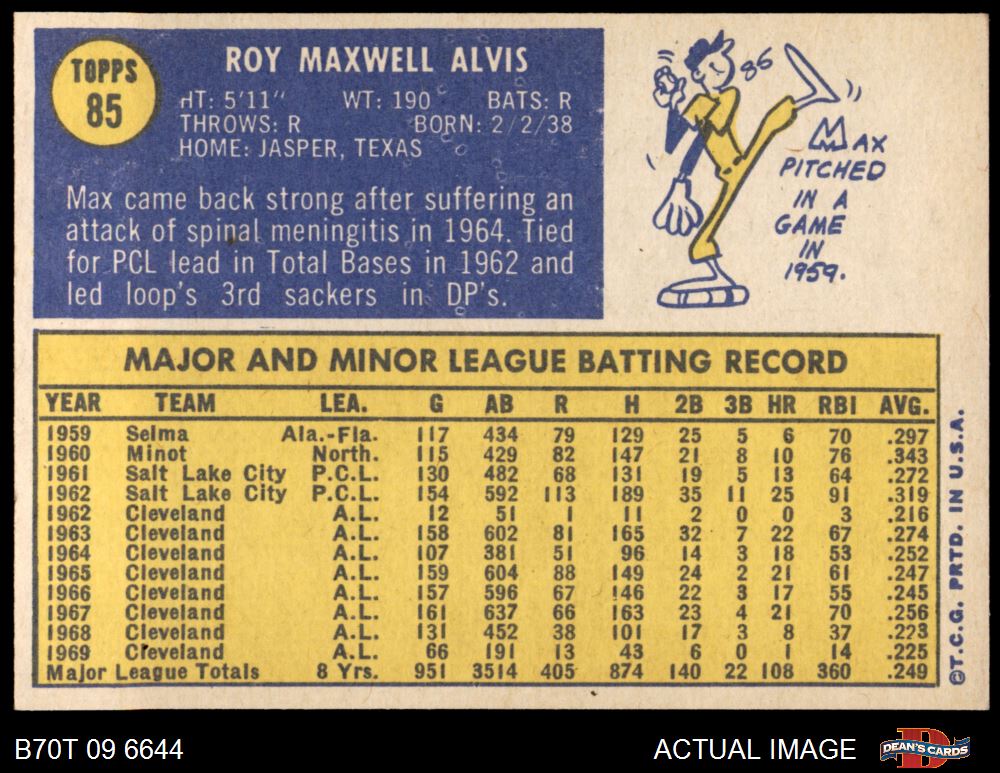 TOPPS
85
ROY MAXWELL ALVIS
HT: 5'11" WT: 190 BATS: R
THROWS: R BORN: 2/2/38
HOME: JASPER, TEXAS
Max came back strong after suffering an
attack of spinal meningitis in 1964. Tied
for PCL lead in Total Bases in 1962 and
led loop's 3rd sackers in DP's.
86
MAX
PITCHED
IN A
GAME
IN
1959.
MAJOR AND MINOR LEAGUE BATTING RECORD
YEAR TEAM LEA. G AB R H 2B 3B HR RBI AVG.
1959 Selma Ala.-Fla. 117 434 79 129 25 5 6 70 .297
1960 Minot North. 115 429 82 147 21 8 10 76 .343
1961 Salt Lake City P.C.L. 130 482 68 131 19 5 13 64 .272
1962 Salt Lake City P.C.L. 154 592 113 189 35 11 25 91 .319
1962 Cleveland A.L. 12 51 1 11 2 0 0 3 .216
1963 Cleveland A.L. 158 602 81 165 32 7 22 67 .274
1964 Cleveland A.L. 107 381 51 96 14 3 18 53 .252
1965 Cleveland A.L. 159 604 88 149 24 2 21 61 .247
1966 Cleveland A.L. 157 596 67 146 22 3 17 55 .245
1967 Cleveland A.L. 161 637 66 163 23 4 21 70 .256
1968 Cleveland A.L. 131 452 38 101 17 3 8 37 .223
1969 Cleveland A.L. 66 191 13 43 6 0 1 14 .225
Major League Totals 8 Yrs. 951 3514 405 874 140 22 108 360 .249
©T.C.G. PRTD. IN U.S.A.
B70T 09 6644 ACTUAL IMAGE
DEAN'S CARDS